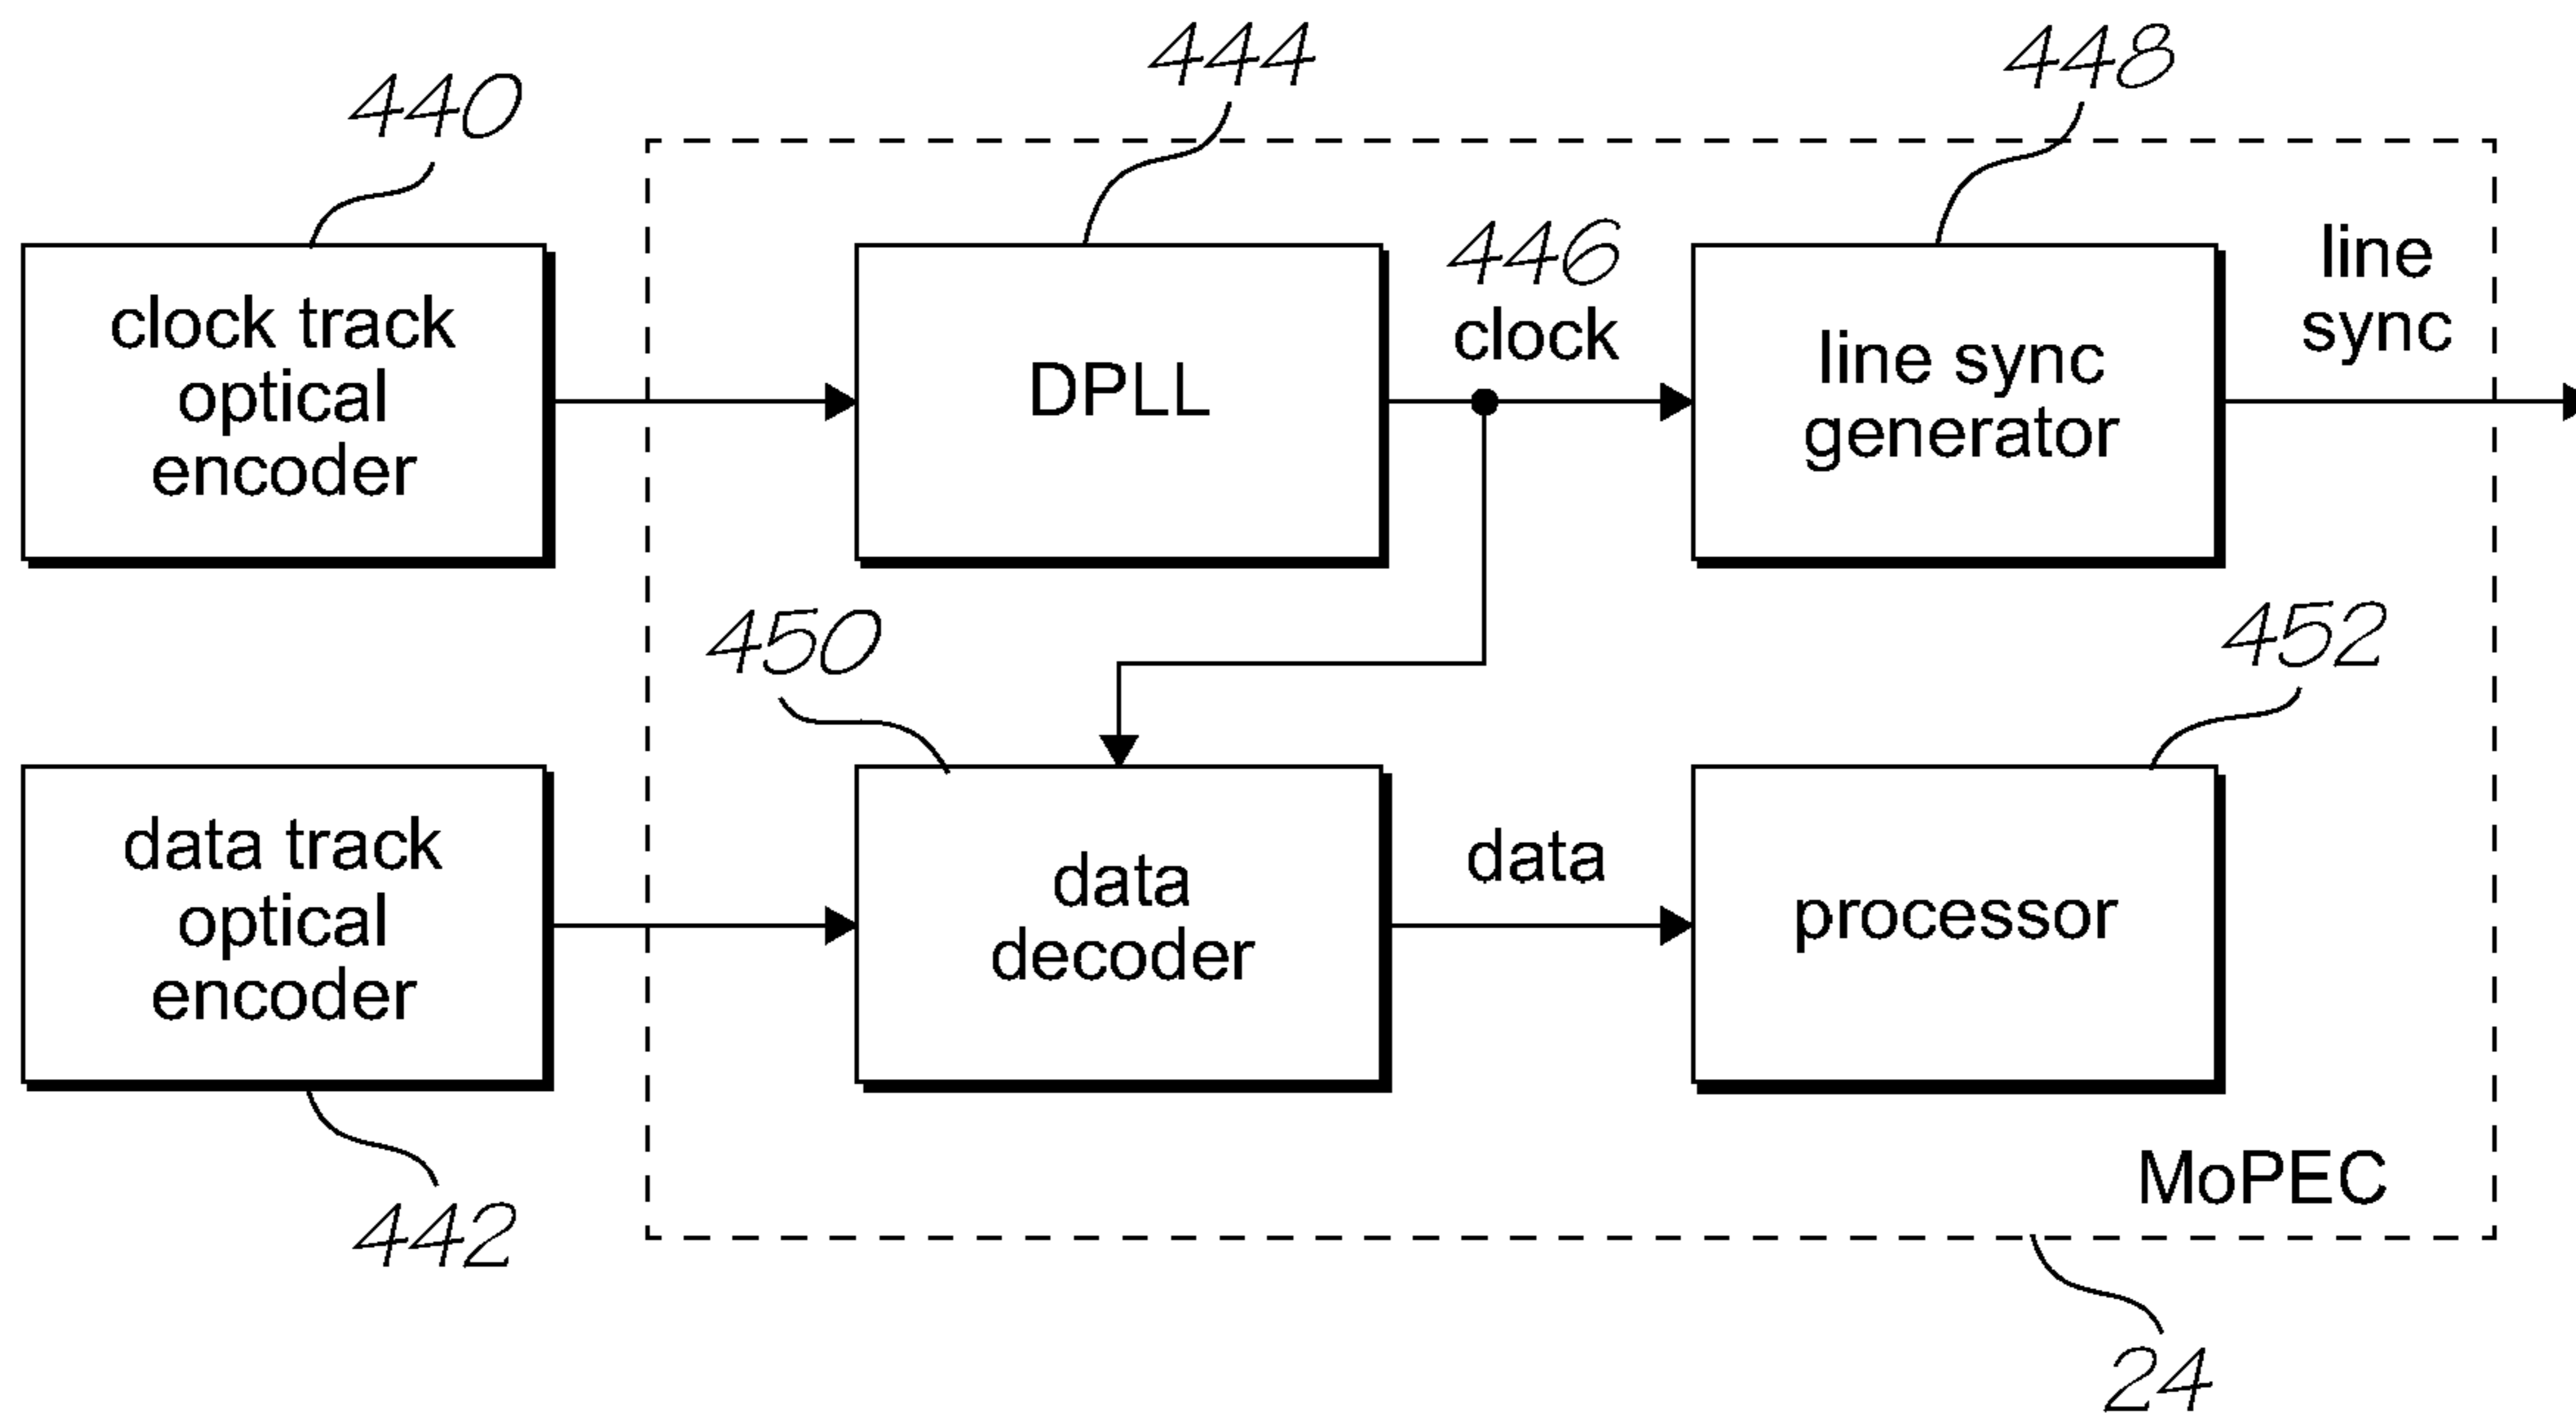 440
444
448
clock track
optical
encoder
DPLL
446
clock
line sync
generator
line
sync
450
452
data track
optical
encoder
data
decoder
data
processor
MoPEC
442
24